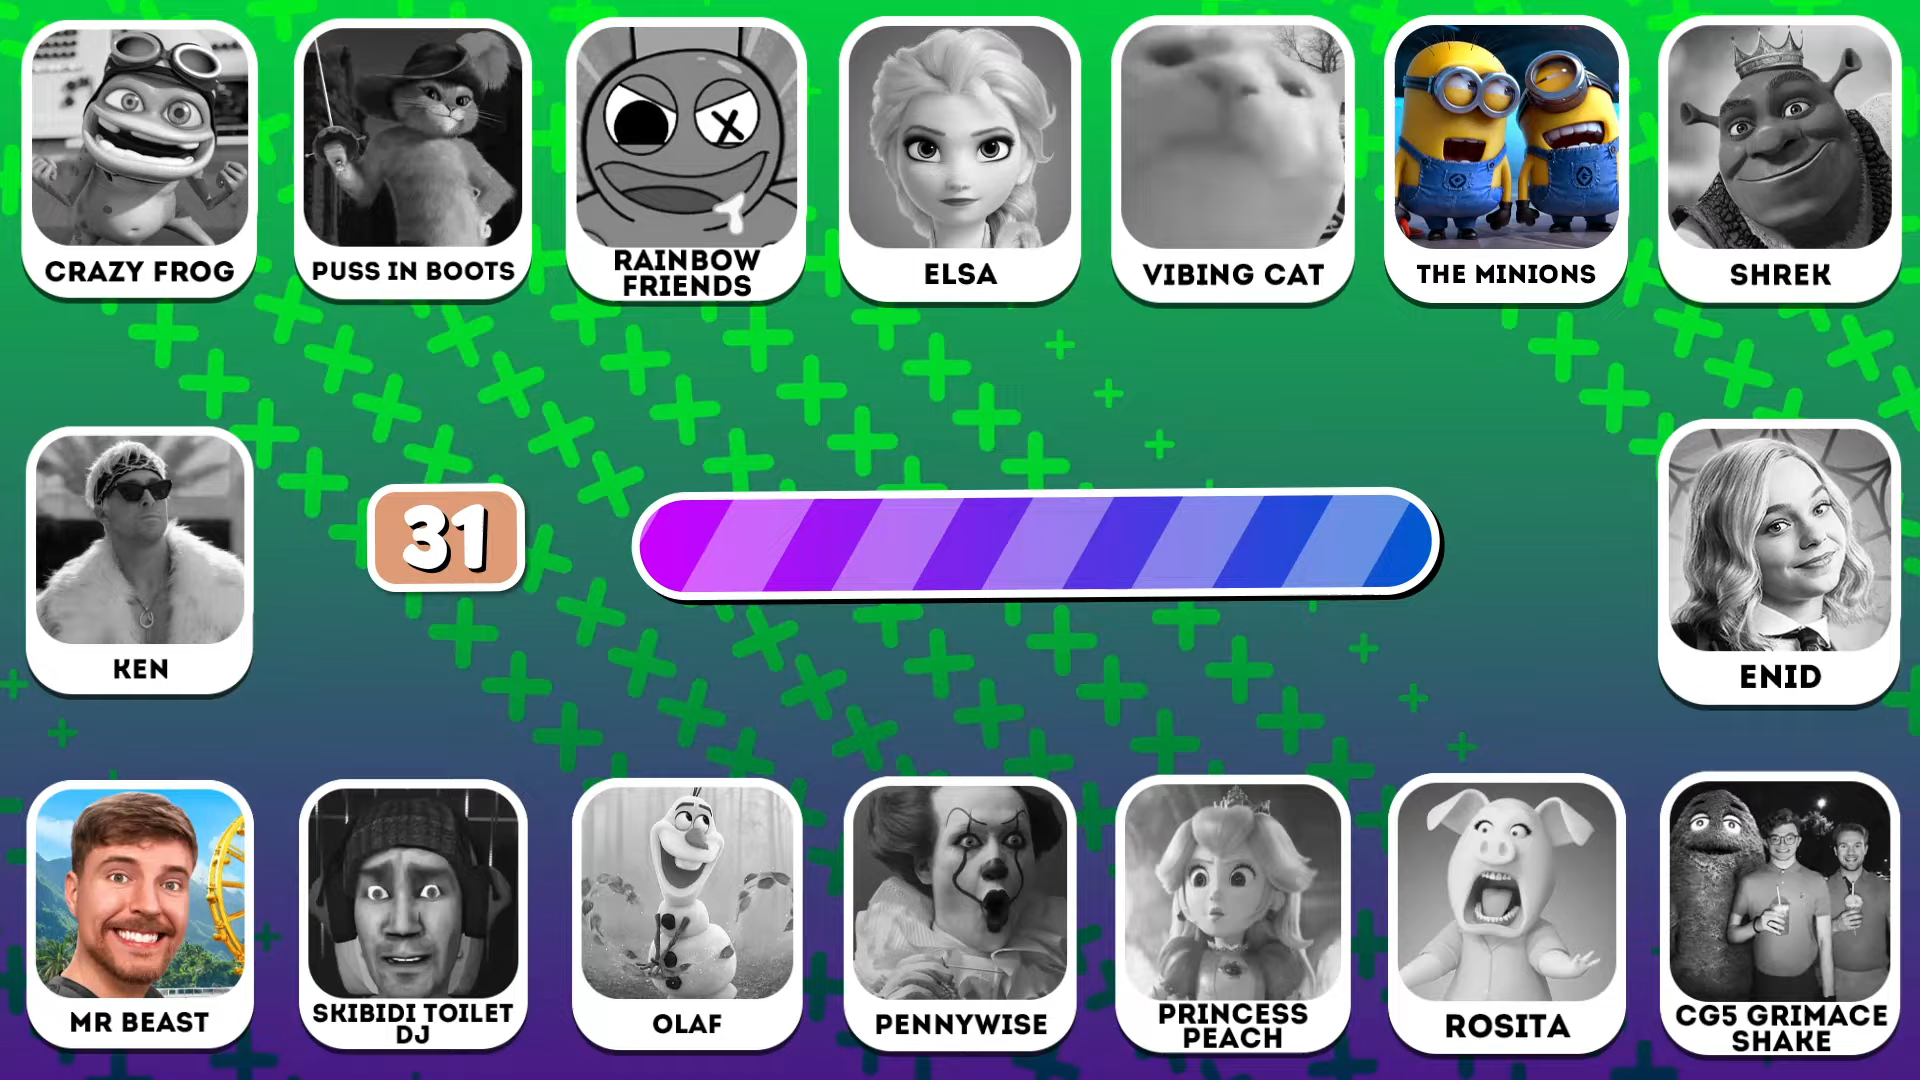 CRAZY FROG
PUSS IN BOOTS
RAINBOW
FRIENDS
ELSA
VIBING CAT
THE MINIONS
SHREK
KEN
31
ENID
MR BEAST
SKIBIDI TOILET
DJ
OLAF
PENNYWISE
PRINCESS
PEACH
ROSITA
CG5 GRIMACE
SHAKE